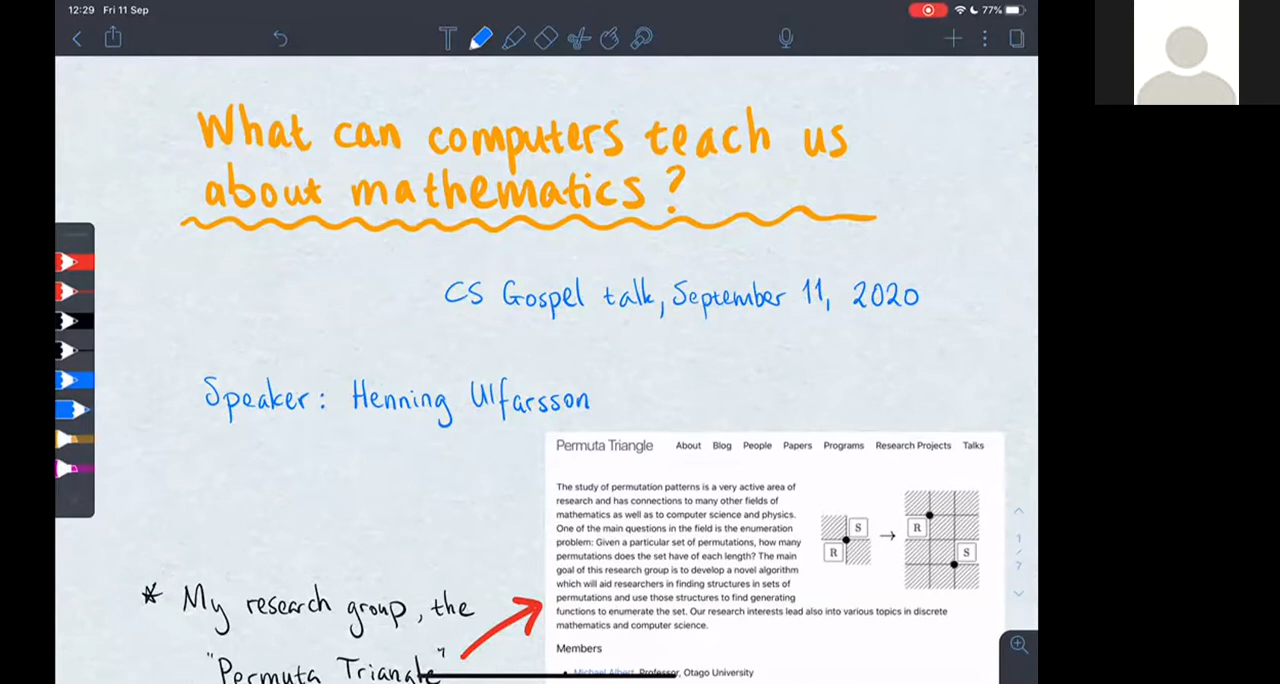 12:29 Fri 11 Sep
77%
What can computers teach us
about mathematics?
CS Gospel talk, September 11, 2020
Speaker: Henning Ulfarsson
Permuta Triangle About Blog People Papers Programs Research Projects Talks
The study of permutation patterns is a very active area of
research and has connections to many other fields of
mathematics as well as to computer science and physics.
One of the main questions in the field is the enumeration
problem: Given a particular set of permutations, how many
permutations does the set have of each length? The main
goal of this research group is to develop a novel algorithm
which will aid researchers in finding structures in sets of
permutations and use those structures to find generating
functions to enumerate the set. Our research interests lead also into various topics in discrete
mathematics and computer science.
S
R
R
S
Members
Michael Albert, Professor, Otago University
* My research group, the
"Permuta Triangle"
1
/
7